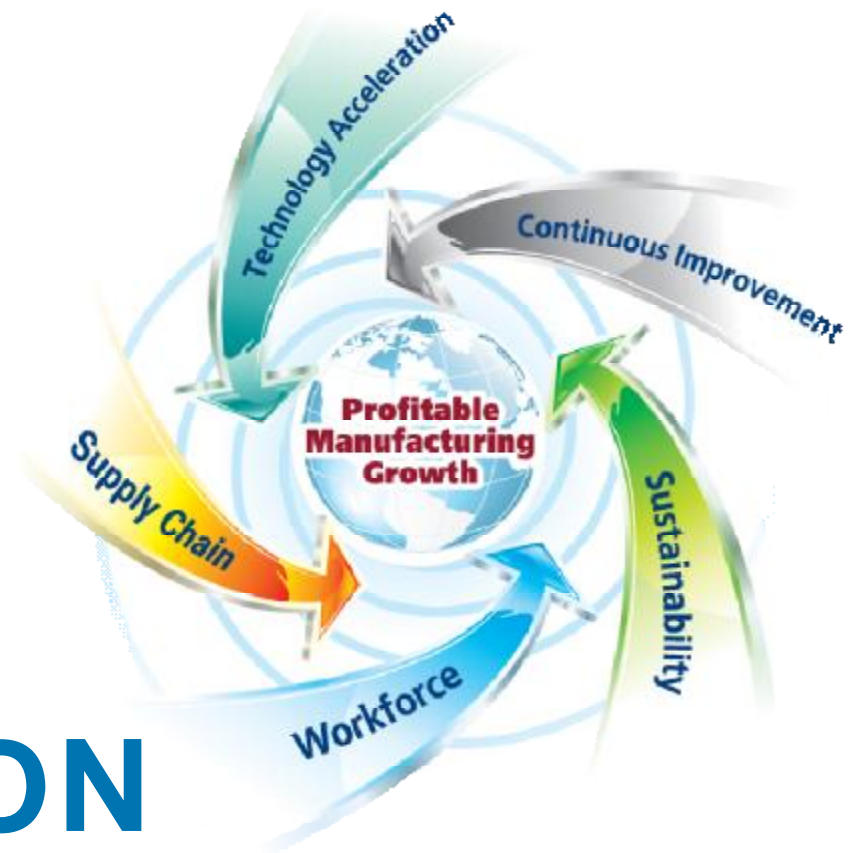 Technology Acceleration
Continuous Improvement
Profitable
Manufacturing
Growth
Supply Chain
Sustainability
Workforce
ON